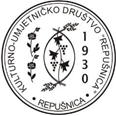 KULTURNO-UMJETNIČKO DRUŠTVO "REPUŠNICA"
1930
REPUŠNICA